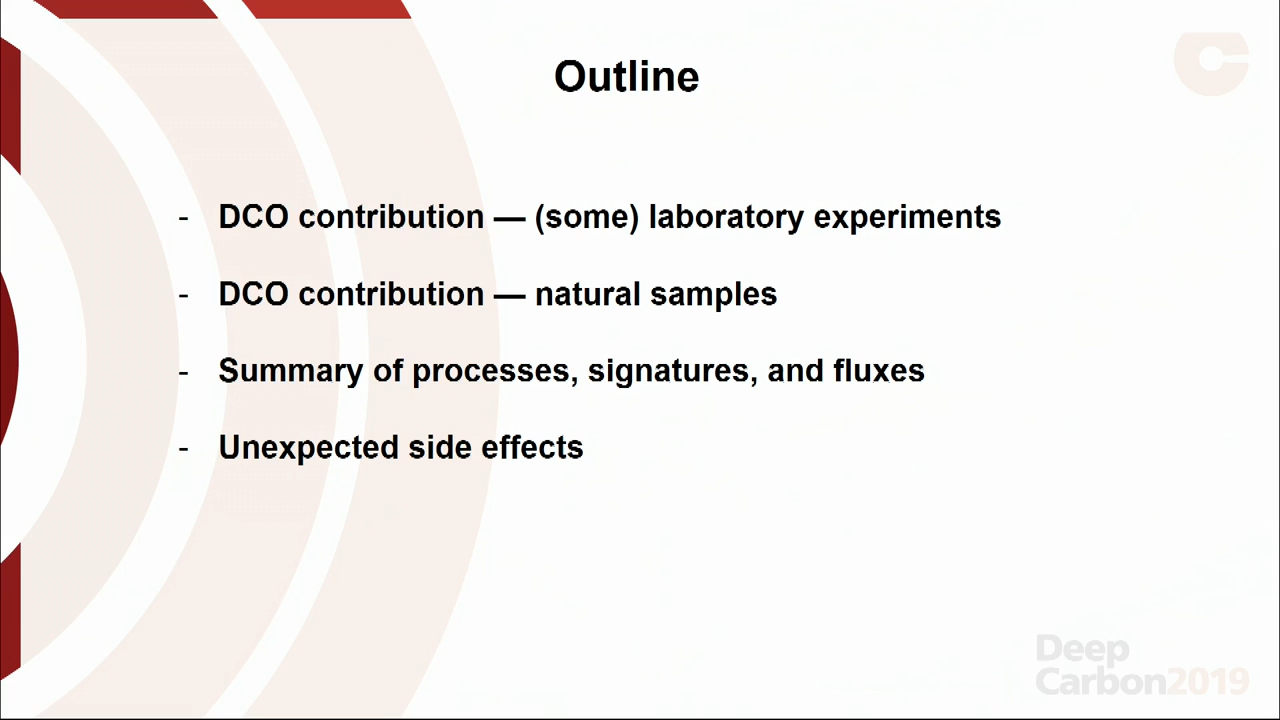 Outline
- DCO contribution — (some) laboratory experiments
- DCO contribution — natural samples
- Summary of processes, signatures, and fluxes
- Unexpected side effects
Deep
Carbon2019